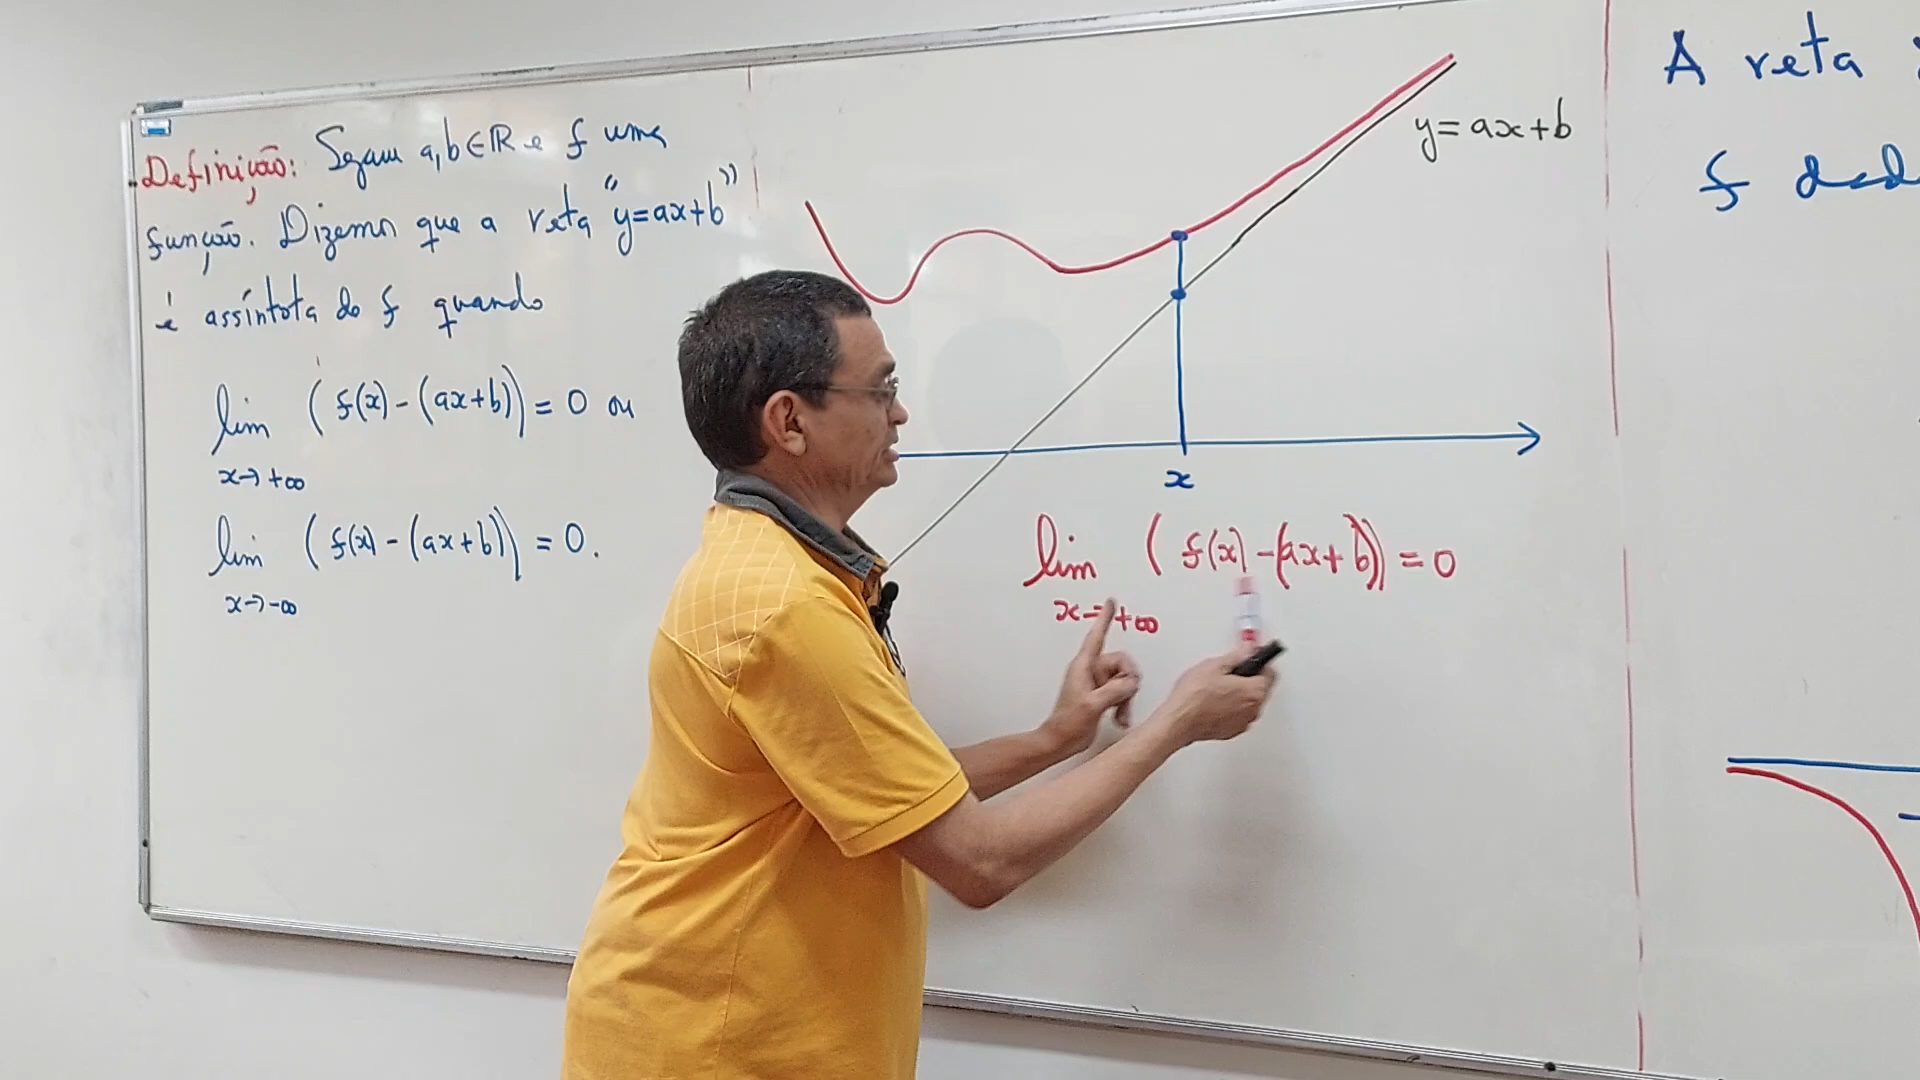 Definição: Sejam a,b∈ℝ e f uma
função. Dizemos que a reta "y=ax+b"
é assíntota de f quando
lim (f(x)-(ax+b))=0 ou
x→+∞
lim (f(x)-(ax+b))=0.
x→-∞
y=ax+b
x
lim (f(x)-(ax+b))=0
x→+∞
A reta
f